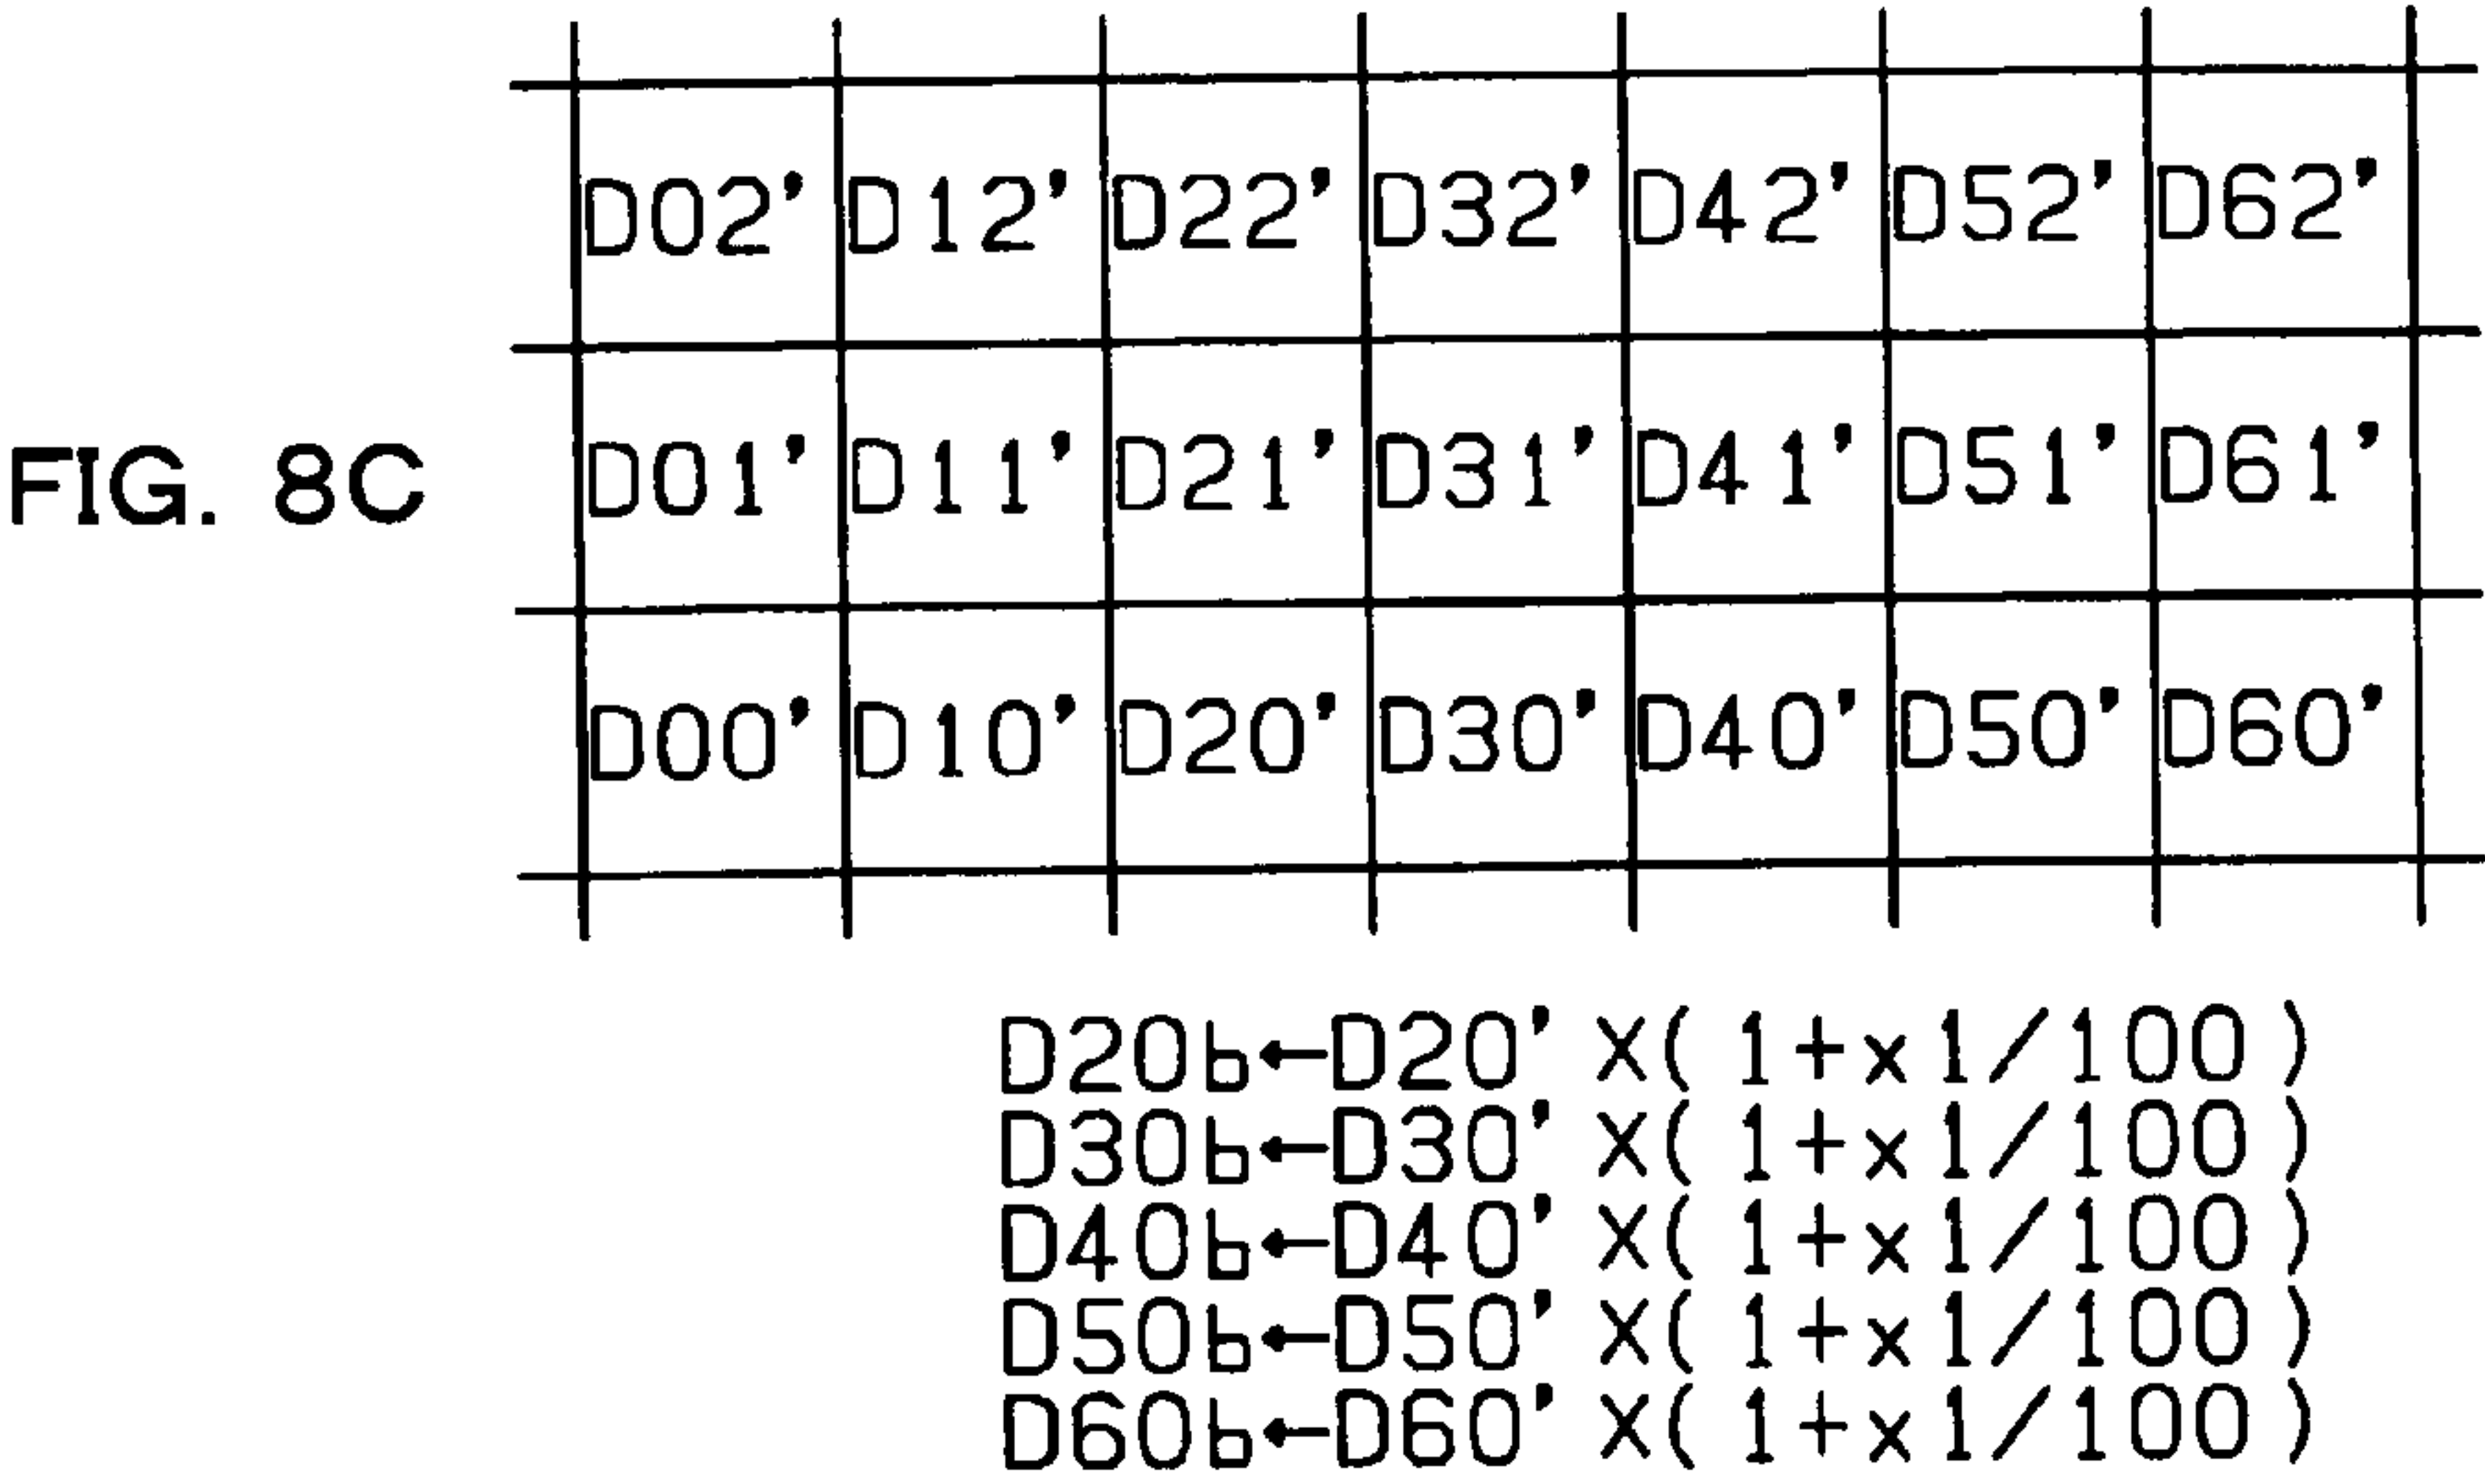 D02' D12' D22' D32' D42' D52' D62'
FIG. 8C D01' D11' D21' D31' D41' D51' D61'
D00' D10' D20' D30' D40' D50' D60'
D20b←D20' X(1+x1/100)
D30b←D30' X(1+x1/100)
D40b←D40' X(1+x1/100)
D50b←D50' X(1+x1/100)
D60b←D60' X(1+x1/100)